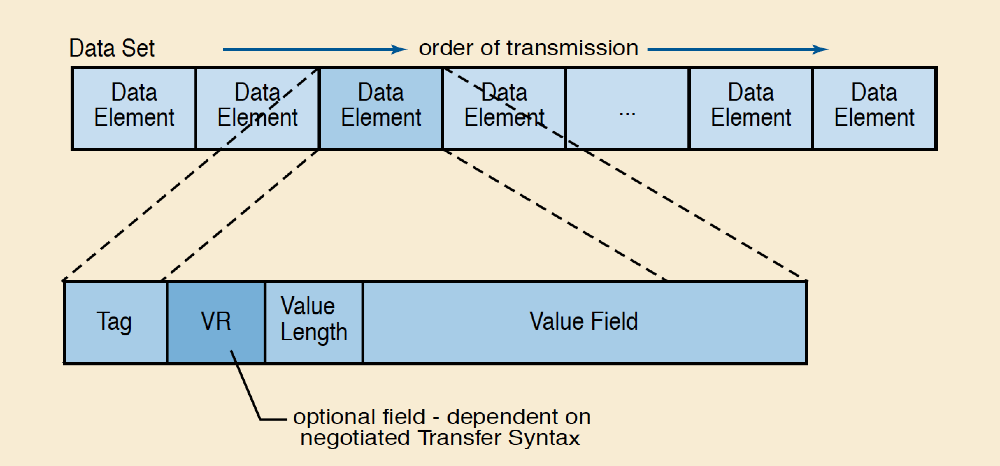 Data Set order of transmission
Data Data Data Data Data Data
Element Element Element Element ... Element Element
Tag VR Value Length Value Field
optional field - dependent on
negotiated Transfer Syntax